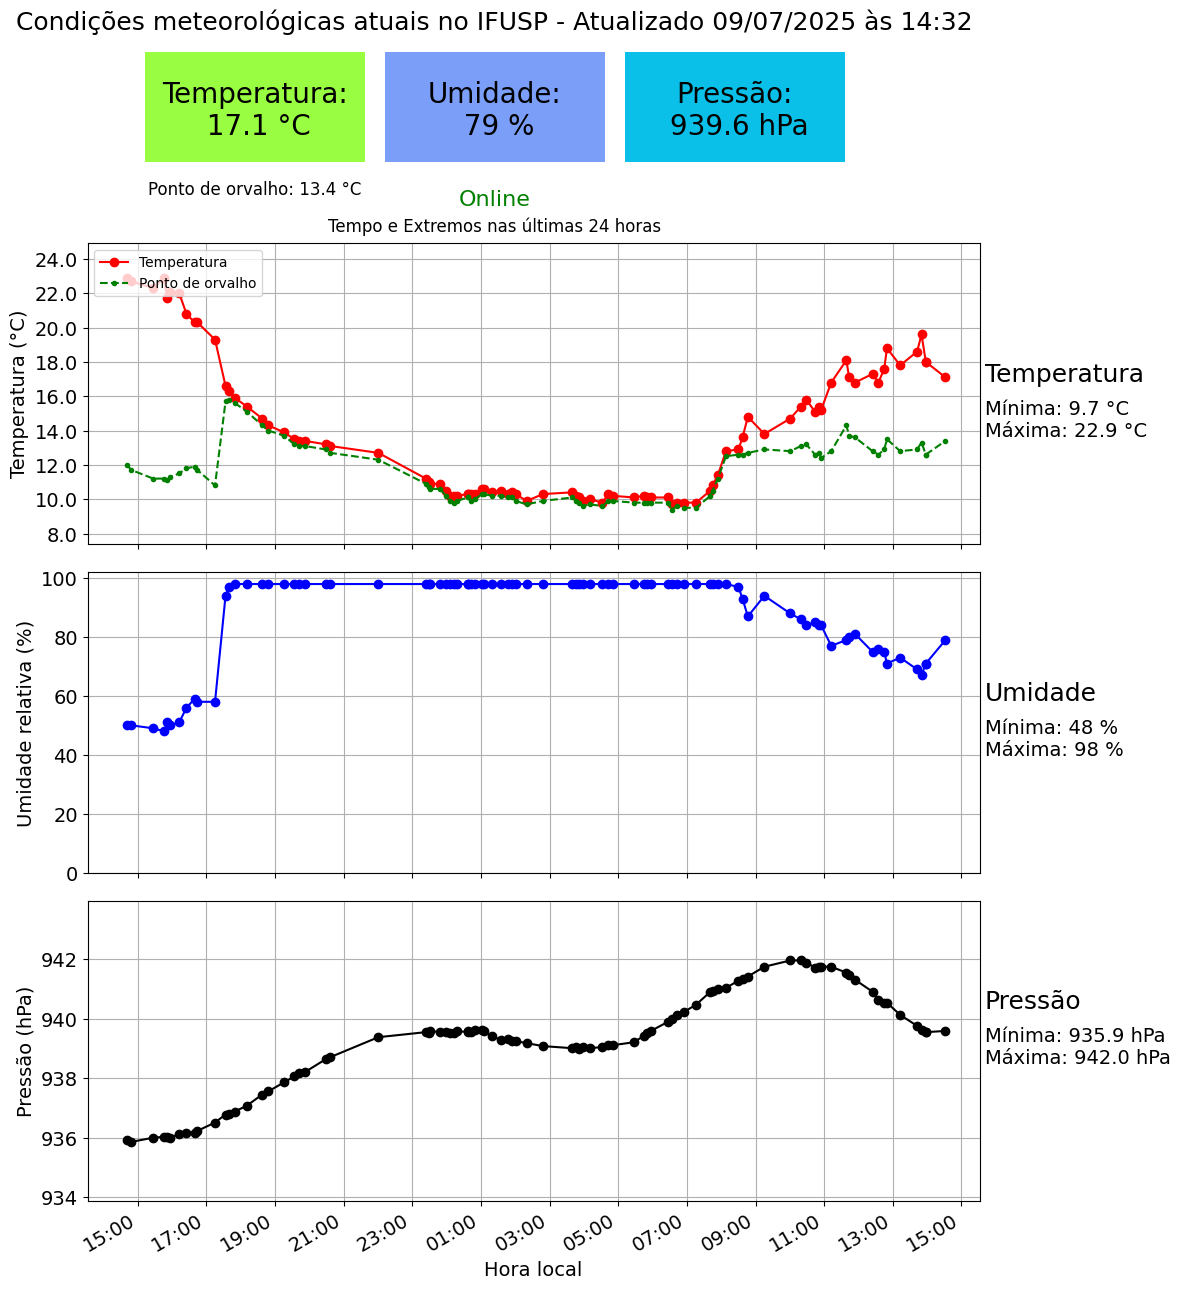 Condições meteorológicas atuais no IFUSP - Atualizado 09/07/2025 às 14:32
Temperatura:
17.1 °C
Umidade:
79 %
Pressão:
939.6 hPa
Ponto de orvalho: 13.4 °C
Online
Tempo e Extremos nas últimas 24 horas
Temperatura (°C)
24.0
22.0
20.0
18.0
16.0
14.0
12.0
10.0
8.0
Temperatura
Ponto de orvalho
Temperatura
Mínima: 9.7 °C
Máxima: 22.9 °C
Umidade relativa (%)
100
80
60
40
20
0
Umidade
Mínima: 48 %
Máxima: 98 %
Pressão (hPa)
942
940
938
936
934
Pressão
Mínima: 935.9 hPa
Máxima: 942.0 hPa
15:00 17:00 19:00 21:00 23:00 01:00 03:00 05:00 07:00 09:00 11:00 13:00 15:00
Hora local